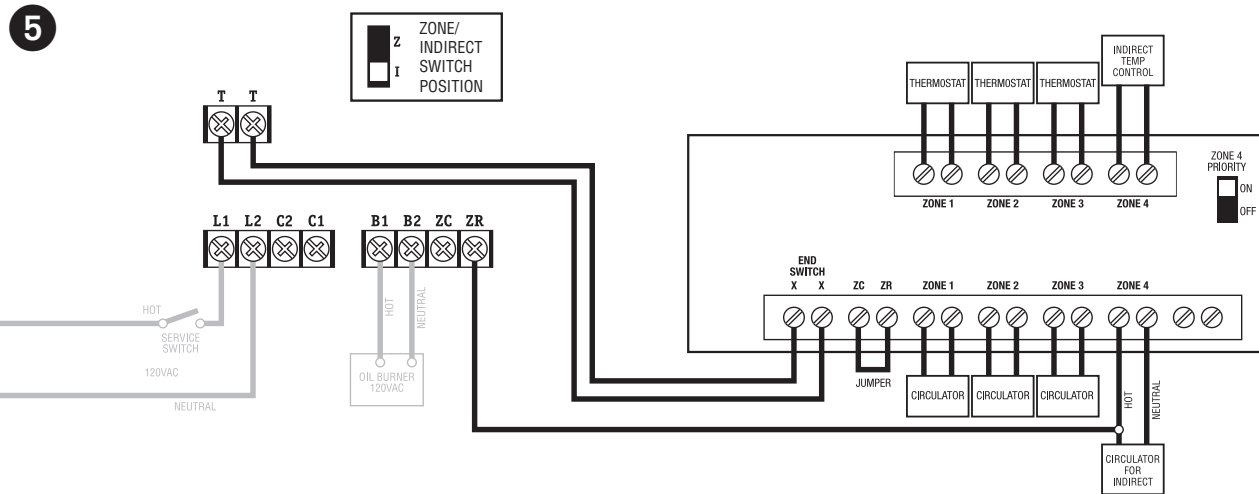 5
Z
I
ZONE/
INDIRECT
SWITCH
POSITION
T T
INDIRECT
TEMP
CONTROL
THERMOSTAT THERMOSTAT THERMOSTAT
ZONE 4
PRIORITY
ON
OFF
ZONE 1 ZONE 2 ZONE 3 ZONE 4
L1 L2 C2 C1 B1 B2 ZC ZR
END
SWITCH
X X ZC ZR ZONE 1 ZONE 2 ZONE 3 ZONE 4
HOT
SERVICE
SWITCH
120VAC
NEUTRAL
HOT
NEUTRAL
OIL BURNER
120VAC
JUMPER
CIRCULATOR CIRCULATOR CIRCULATOR
HOT
NEUTRAL
CIRCULATOR
FOR
INDIRECT